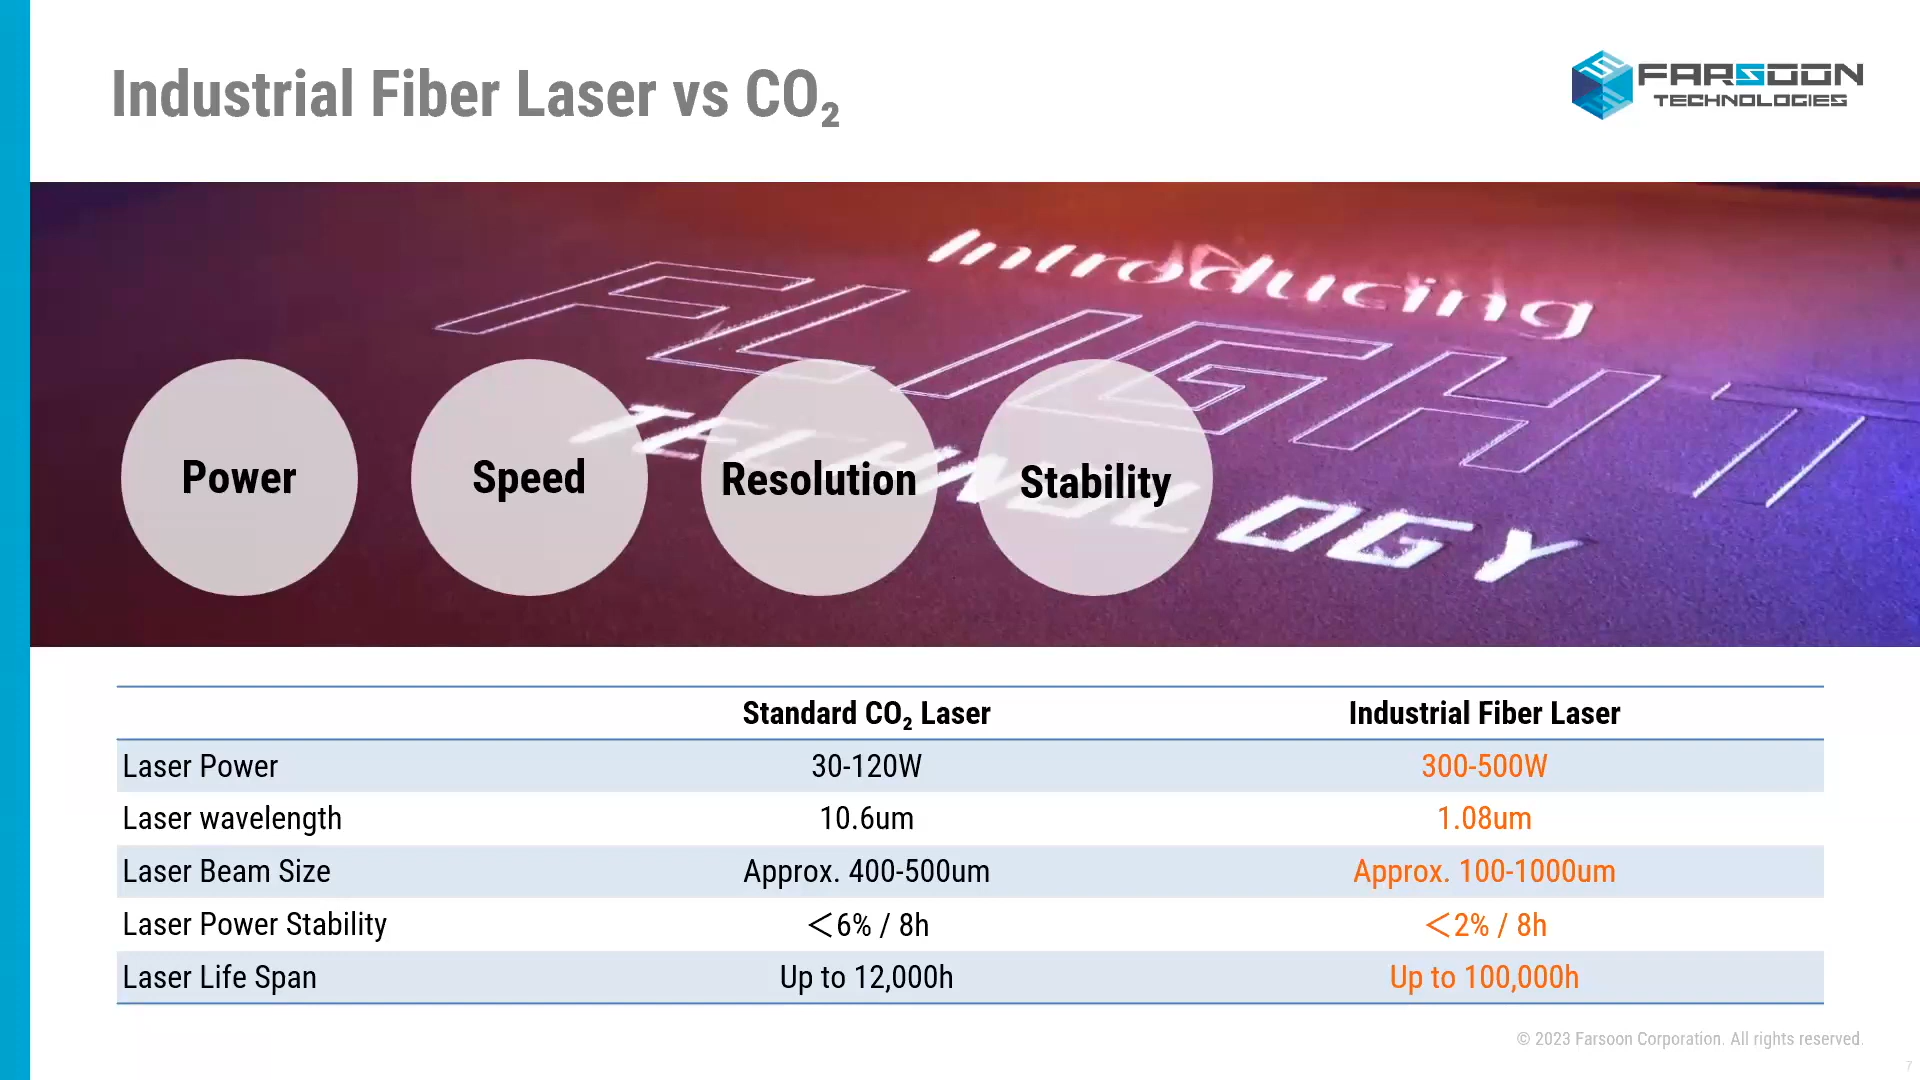 Industrial Fiber Laser vs CO₂
FARSOON
TECHNOLOGIES
Introducing
FLIGHT
TECHNOLOGY
Power
Speed
Resolution
Stability
Standard CO₂ Laser Industrial Fiber Laser
Laser Power 30-120W 300-500W
Laser wavelength 10.6um 1.08um
Laser Beam Size Approx. 400-500um Approx. 100-1000um
Laser Power Stability <6% / 8h <2% / 8h
Laser Life Span Up to 12,000h Up to 100,000h
© 2023 Farsoon Corporation. All rights reserved.
7